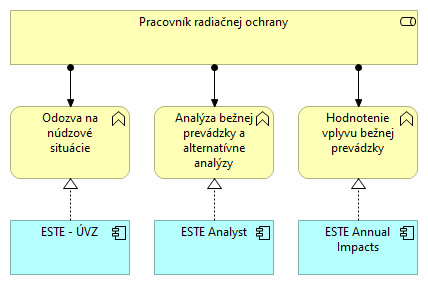 Pracovník radiačnej ochrany
Odozva na
núdzové
situácie
Analýza bežnej
prevádzky a
alternatívne
analýzy
Hodnotenie
vplyvu bežnej
prevádzky
ESTE - ÚVZ
ESTE Analyst
ESTE Annual
Impacts